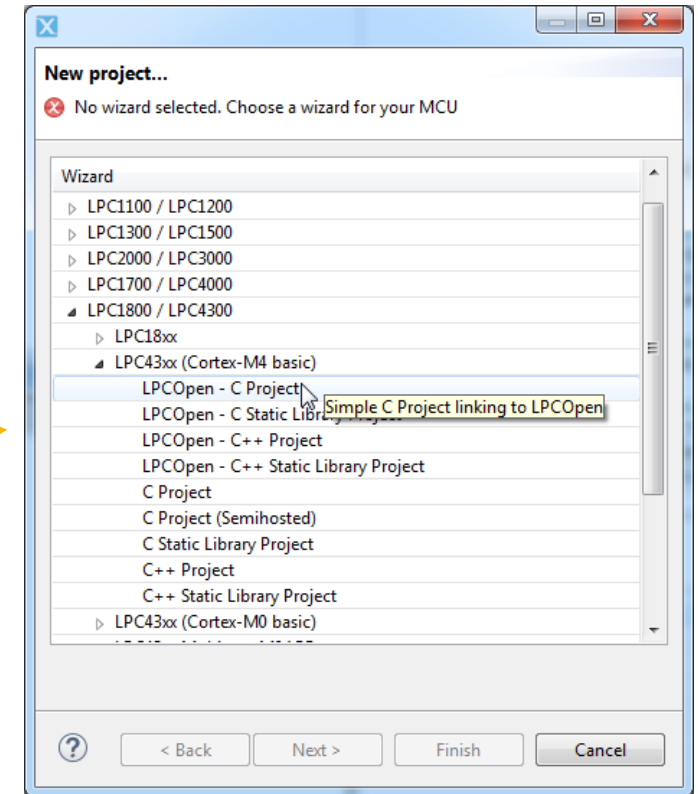 New project...
No wizard selected. Choose a wizard for your MCU
Wizard
LPC1100 / LPC1200
LPC1300 / LPC1500
LPC2000 / LPC3000
LPC1700 / LPC4000
LPC1800 / LPC4300
LPC18xx
LPC43xx (Cortex-M4 basic)
LPCOpen - C Project
Simple C Project linking to LPCOpen
LPCOpen - C Static Library Project
LPCOpen - C++ Project
LPCOpen - C++ Static Library Project
C Project
C Project (Semihosted)
C Static Library Project
C++ Project
C++ Static Library Project
LPC43xx (Cortex-M0 basic)
? < Back Next > Finish Cancel